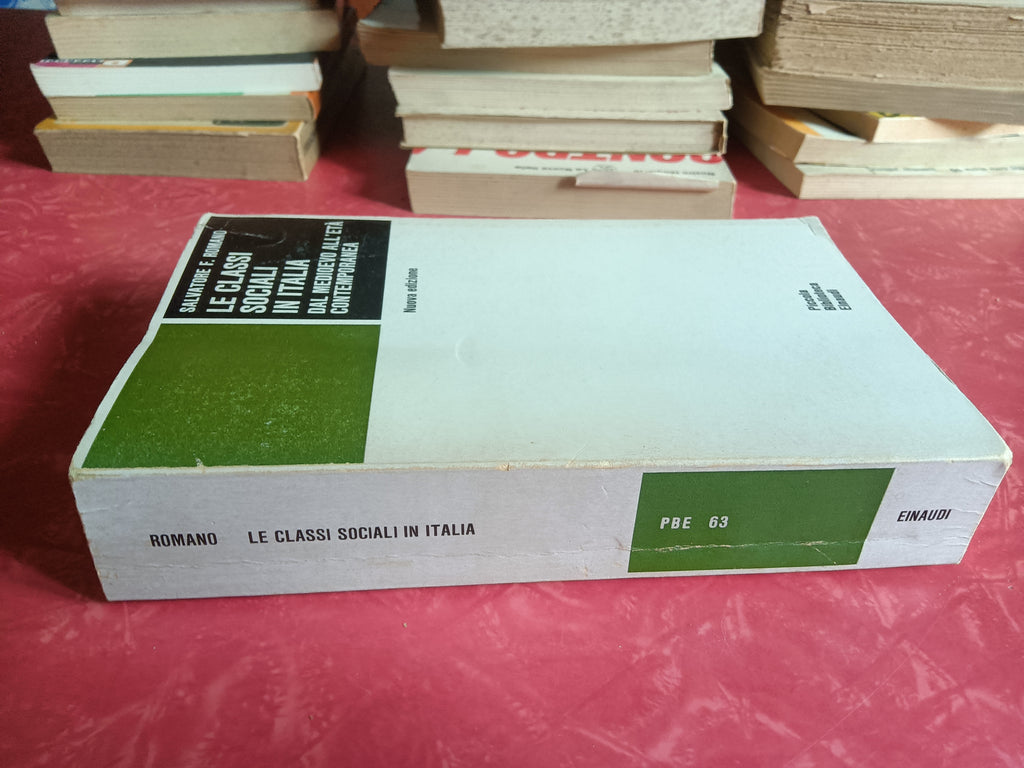 SALVATORE F. ROMANO
LE CLASSI
SOCIALI
IN ITALIA
DAL MEDIOEVO ALL'ETÀ
CONTEMPORANEA
Nuova edizione
Piccola
Biblioteca
Einaudi
ROMANO LE CLASSI SOCIALI IN ITALIA
PBE 63
EINAUDI